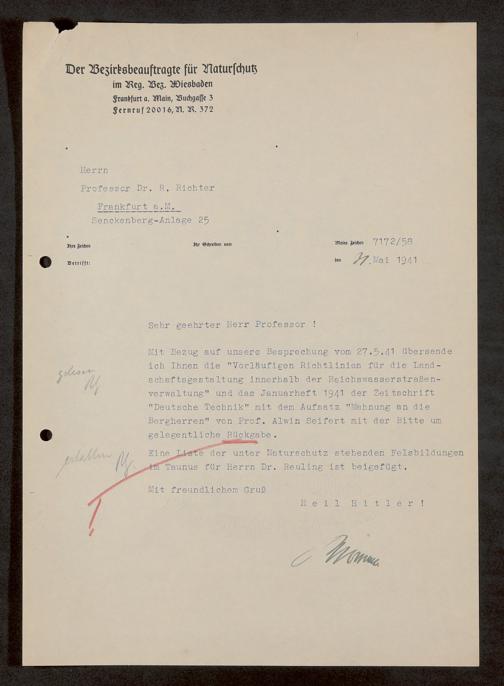 Der Bezirksbeauftragte für Naturschutz
im Reg. Bez. Wiesbaden
Frankfurt a. Main, Buchgasse 3
Fernruf 20016, N. R. 372
Herrn
Professor Dr. R. Richter
Frankfurt a.M.
Senckenberg-Anlage 25
Ihre Zeichen Ihr Schreiben vom Meine Zeichen 7172/58
Betrifft: den Mai 1941
Sehr geehrter Herr Professor !
Mit Bezug auf unsere Besprechung vom 27.5.41 übersende
ich Ihnen die "Vorläufigen Richtlinien für die Land-
schaftsgestaltung innerhalb der Reichswasserstraßen-
verwaltung" und das Januarheft 1941 der Zeitschrift
"Deutsche Technik" mit dem Aufsatz "Mahnung an die
Bergherren" von Prof. Alwin Seifert mit der Bitte um
gelegentliche Rückgabe.
gelesen
Eine Liste der unter Naturschutz stehenden Felsbildungen
im Taunus für Herrn Dr. Reuling ist beigefügt.
erhalten
Mit freundlichem Gruß
Heil Hitler!